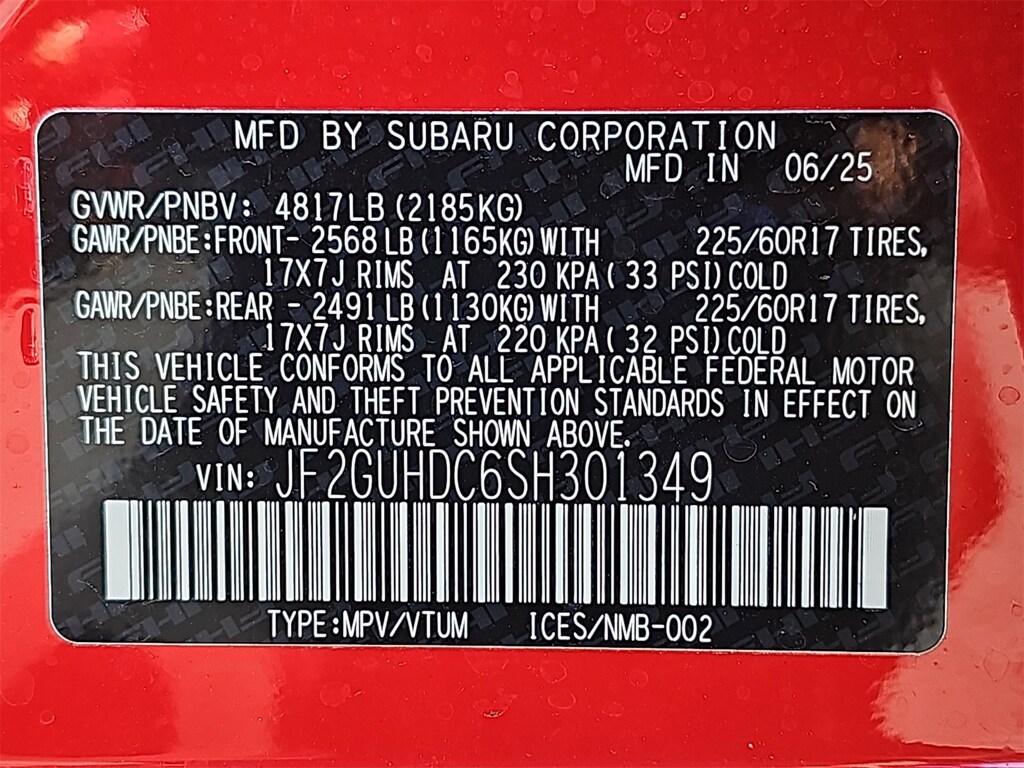 MFD BY SUBARU CORPORATION
MFD IN 06/25
GVWR/PNBV: 4817LB (2185KG)
GAWR/PNBE:FRONT- 2568 LB (1165KG) WITH 225/60R17 TIRES,
17X7J RIMS AT 230 KPA( 33 PSI) COLD
GAWR/PNBE:REAR - 2491 LB (1130KG) WITH 225/60R17 TIRES,
17X7J RIMS AT 220 KPA( 32 PSI) COLD
THIS VEHICLE CONFORMS TO ALL APPLICABLE FEDERAL MOTOR
VEHICLE SAFETY AND THEFT PREVENTION STANDARDS IN EFFECT ON
THE DATE OF MANUFACTURE SHOWN ABOVE.
VIN: JF2GUHDC6SH301349
TYPE:MPV/VTUM ICES/NMB-002